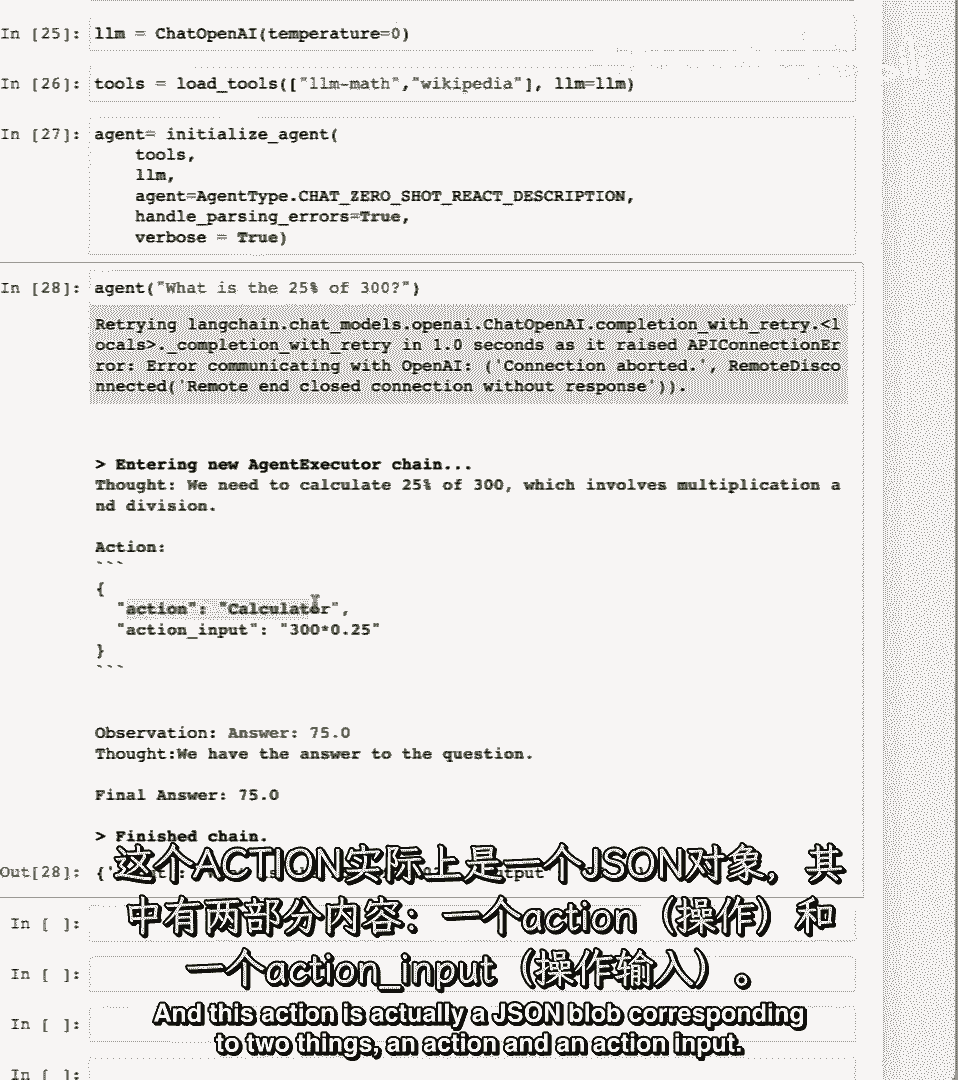 In [25]: llm = ChatOpenAI(temperature=0)
In [26]: tools = load_tools(["llm-math","wikipedia"], llm=llm)
In [27]: agent= initialize_agent(
    tools,
    llm,
    agent=AgentType.CHAT_ZERO_SHOT_REACT_DESCRIPTION,
    handle_parsing_errors=True,
    verbose = True)
In [28]: agent("What is the 25% of 300?")
Retrying langchain.chat_models.openai.ChatOpenAI.completion_with_retry.<l
ocals>._completion_with_retry in 1.0 seconds as it raised APIConnectionEr
ror: Error communicating with OpenAI: ('Connection aborted.', RemoteDisco
nnected('Remote end closed connection without response')).
> Entering new AgentExecutor chain...
Thought: We need to calculate 25% of 300, which involves multiplication a
nd division.
Action:
```
{
  "action": "Calculator",
  "action_input": "300*0.25"
}
```
Observation: Answer: 75.0
Thought:We have the answer to the question.
Final Answer: 75.0
> Finished chain.
Out[28]: {'
这个ACTION实际上是一个JSON对象，其
中有两部分内容：一个action（操作）和
一个action_input（操作输入）。
In [ ]:
In [ ]:
In [ ]:
In [ ]:
And this action is actually a JSON blob corresponding
to two things, an action and an action input.